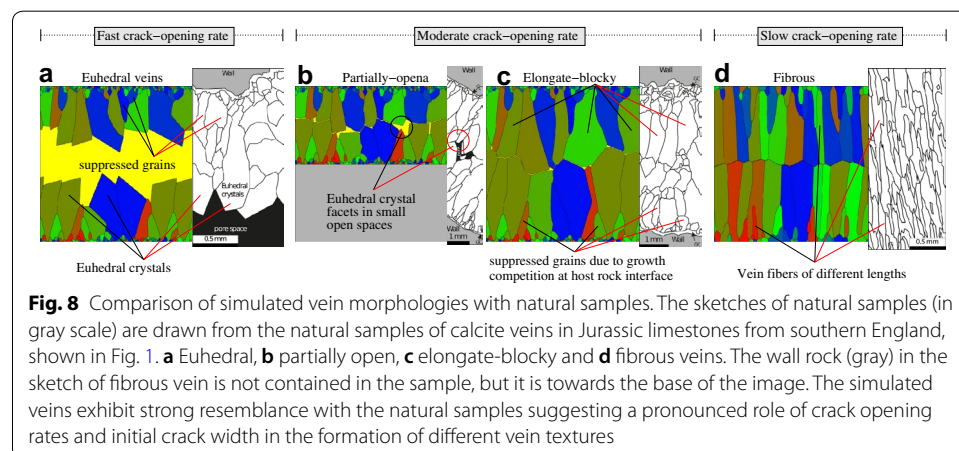 Fast crack−opening rate
Moderate crack−opening rate
Slow crack−opening rate
a
Euhedral veins
Wall
suppressed grains
Euhedral crystals
pore space
0.5 mm
Euhedral crystals
b
Partially−opena
Wall
Euhedral crystal
facets in small
open spaces
1 mm
Wall
c
Elongate−blocky
Wall
1 mm
Wall
suppressed grains due to growth
competition at host rock interface
d
Fibrous
0.5 mm
Vein fibers of different lengths
Fig. 8 Comparison of simulated vein morphologies with natural samples. The sketches of natural samples (in
gray scale) are drawn from the natural samples of calcite veins in Jurassic limestones from southern England,
shown in Fig. 1. a Euhedral, b partially open, c elongate-blocky and d fibrous veins. The wall rock (gray) in the
sketch of fibrous vein is not contained in the sample, but it is towards the base of the image. The simulated
veins exhibit strong resemblance with the natural samples suggesting a pronounced role of crack opening
rates and initial crack width in the formation of different vein textures